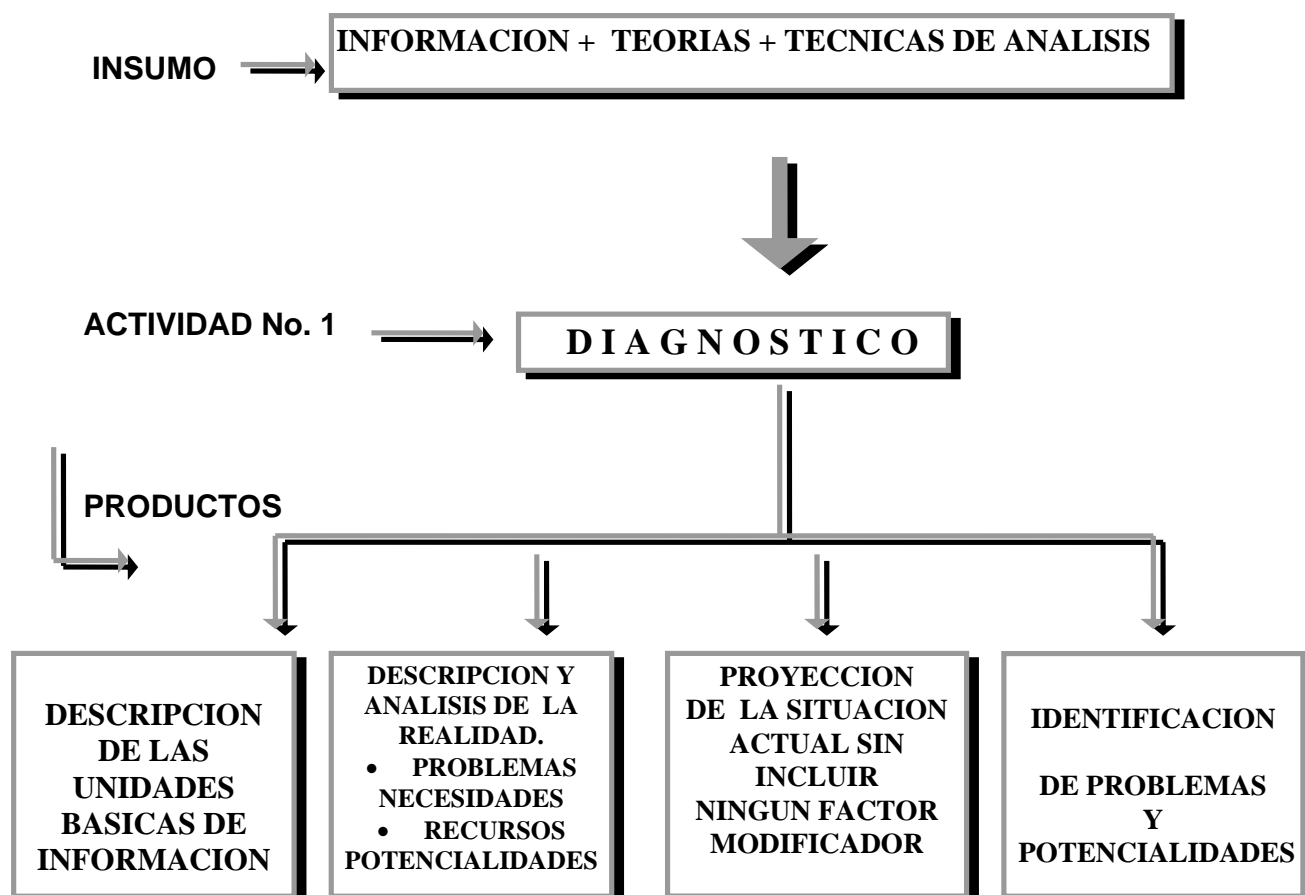 INFORMACION + TEORIAS + TECNICAS DE ANALISIS
INSUMO
ACTIVIDAD No. 1
D I A G N O S T I C O
PRODUCTOS
DESCRIPCION
DE LAS
UNIDADES
BASICAS DE
INFORMACION
DESCRIPCION Y
ANALISIS DE LA
REALIDAD.
• PROBLEMAS
NECESIDADES
• RECURSOS
POTENCIALIDADES
PROYECCION
DE LA SITUACION
ACTUAL SIN
INCLUIR
NINGUN FACTOR
MODIFICADOR
IDENTIFICACION
DE PROBLEMAS
Y
POTENCIALIDADES